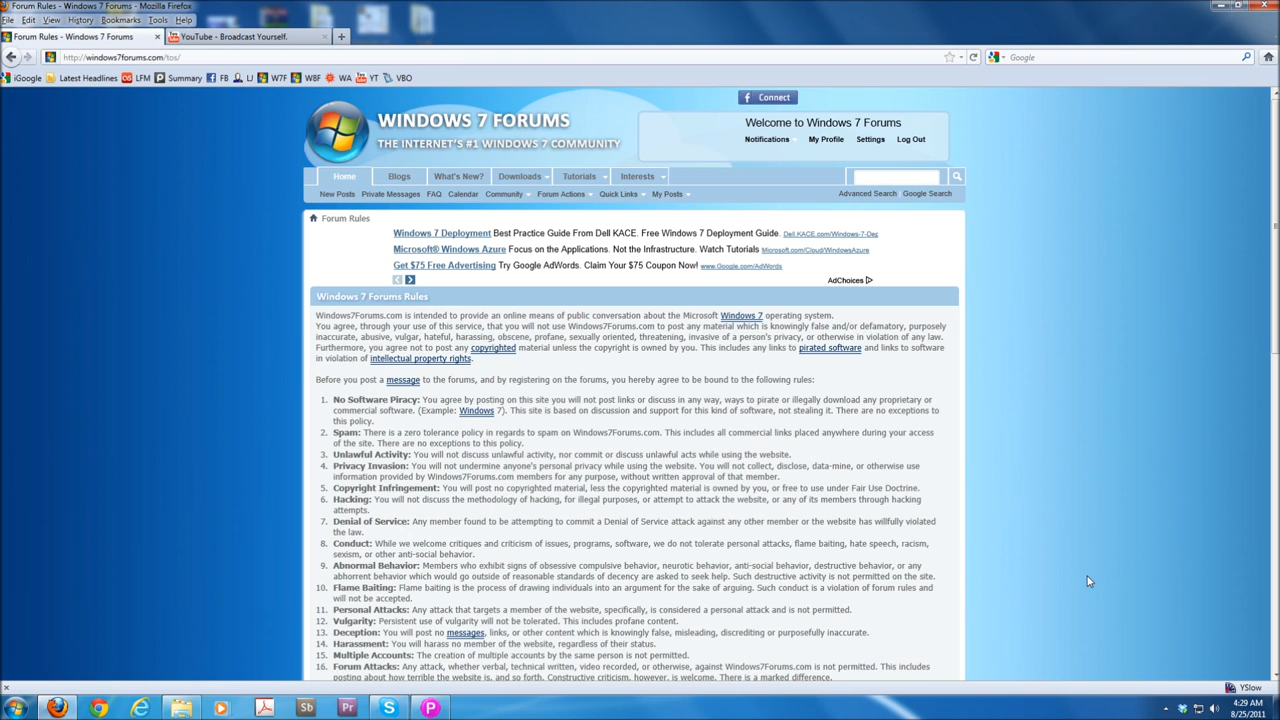 Forum Rules - Windows 7 Forums - Mozilla Firefox
File Edit View History Bookmarks Tools Help
Forum Rules - Windows 7 Forums × YouTube - Broadcast Yourself. × +
http://windows7forums.com/tos/ Google
iGoogle Latest Headlines LFM Summary FB LJ W7F W8F WA YT VBO
f Connect
WINDOWS 7 FORUMS
THE INTERNET'S #1 WINDOWS 7 COMMUNITY
Welcome to Windows 7 Forums
Notifications My Profile Settings Log Out
Home Blogs What's New? Downloads Tutorials Interests
New Posts Private Messages FAQ Calendar Community Forum Actions Quick Links My Posts Advanced Search Google Search
Forum Rules
Windows 7 Deployment Best Practice Guide From Dell KACE. Free Windows 7 Deployment Guide. Dell.KACE.com/Windows-7-Dep
Microsoft® Windows Azure Focus on the Applications. Not the Infrastructure. Watch Tutorials Microsoft.com/Cloud/WindowsAzure
Get $75 Free Advertising Try Google AdWords. Claim Your $75 Coupon Now! www.Google.com/AdWords
AdChoices
Windows 7 Forums Rules
Windows7Forums.com is intended to provide an online means of public conversation about the Microsoft Windows 7 operating system.
You agree, through your use of this service, that you will not use Windows7Forums.com to post any material which is knowingly false and/or defamatory, purposely
inaccurate, abusive, vulgar, hateful, harassing, obscene, profane, sexually oriented, threatening, invasive of a person's privacy, or otherwise in violation of any law.
Furthermore, you agree not to post any copyrighted material unless the copyright is owned by you. This includes any links to pirated software and links to software
in violation of intellectual property rights.
Before you post a message to the forums, and by registering on the forums, you hereby agree to be bound to the following rules:
1. No Software Piracy: You agree by posting on this site you will not post links or discuss in any way, ways to pirate or illegally download any proprietary or
commercial software. (Example: Windows 7). This site is based on discussion and support for this kind of software, not stealing it. There are no exceptions to
this policy.
2. Spam: There is a zero tolerance policy in regards to spam on Windows7Forums.com. This includes all commercial links placed anywhere during your access
of the site. There are no exceptions to this policy.
3. Unlawful Activity: You will not discuss unlawful activity, nor commit or discuss unlawful acts while using the website.
4. Privacy Invasion: You will not undermine anyone's personal privacy while using the website. You will not collect, disclose, data-mine, or otherwise use
information provided by Windows7Forums.com members for any purpose, without written approval of that member.
5. Copyright Infringement: You will post no copyrighted material, less the copyrighted material is owned by you, or free to use under Fair Use Doctrine.
6. Hacking: You will not discuss the methodology of hacking, for illegal purposes, or attempt to attack the website, or any of its members through hacking
attempts.
7. Denial of Service: Any member found to be attempting to commit a Denial of Service attack against any other member or the website has willfully violated
the law.
8. Conduct: While we welcome critiques and criticism of issues, programs, software, we do not tolerate personal attacks, flame baiting, hate speech, racism,
sexism, or other anti-social behavior.
9. Abnormal Behavior: Members who exhibit signs of obsessive compulsive behavior, neurotic behavior, anti-social behavior, destructive behavior, or any
abhorrent behavior which would go outside of reasonable standards of decency are asked to seek help. Such destructive activity is not permitted on the site.
10. Flame Baiting: Flame baiting is the process of drawing individuals into an argument for the sake of arguing. Such conduct is a violation of forum rules and
will not be accepted.
11. Personal Attacks: Any attack that targets a member of the website, specifically, is considered a personal attack and is not permitted.
12. Vulgarity: Persistent use of vulgarity will not be tolerated. This includes profane content.
13. Deception: You will post no messages, links, or other content which is knowingly false, misleading, discrediting or purposefully inaccurate.
14. Harassment: You will harass no member of the website, regardless of their status.
15. Multiple Accounts: The creation of multiple accounts by the same person is not permitted.
16. Forum Attacks: Any attack, whether verbal, technical written, video recorded, or otherwise, against Windows7Forums.com is not permitted. This includes
posting about how terrible the website is, and so forth. Constructive criticism, however, is welcome. There is a marked difference.
× YSlow
Sb Pr S P
4:29 AM
8/25/2011